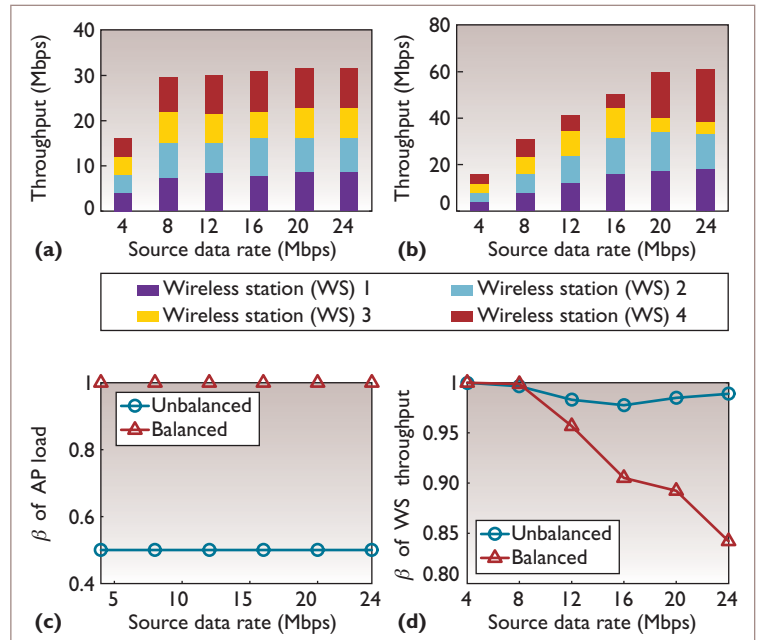 40
30
20
10
0
Throughput (Mbps)
4 8 12 16 20 24
(a) Source data rate (Mbps)
80
60
40
20
0
Throughput (Mbps)
4 8 12 16 20 24
(b) Source data rate (Mbps)
Wireless station (WS) 1
Wireless station (WS) 2
Wireless station (WS) 3
Wireless station (WS) 4
1
0.8
0.6
0.4
β of AP load
Unbalanced
Balanced
5 10 15 20 24
(c) Source data rate (Mbps)
1
0.95
0.90
0.85
0.80
β of WS throughput
Unbalanced
Balanced
4 8 12 16 20 24
(d) Source data rate (Mbps)